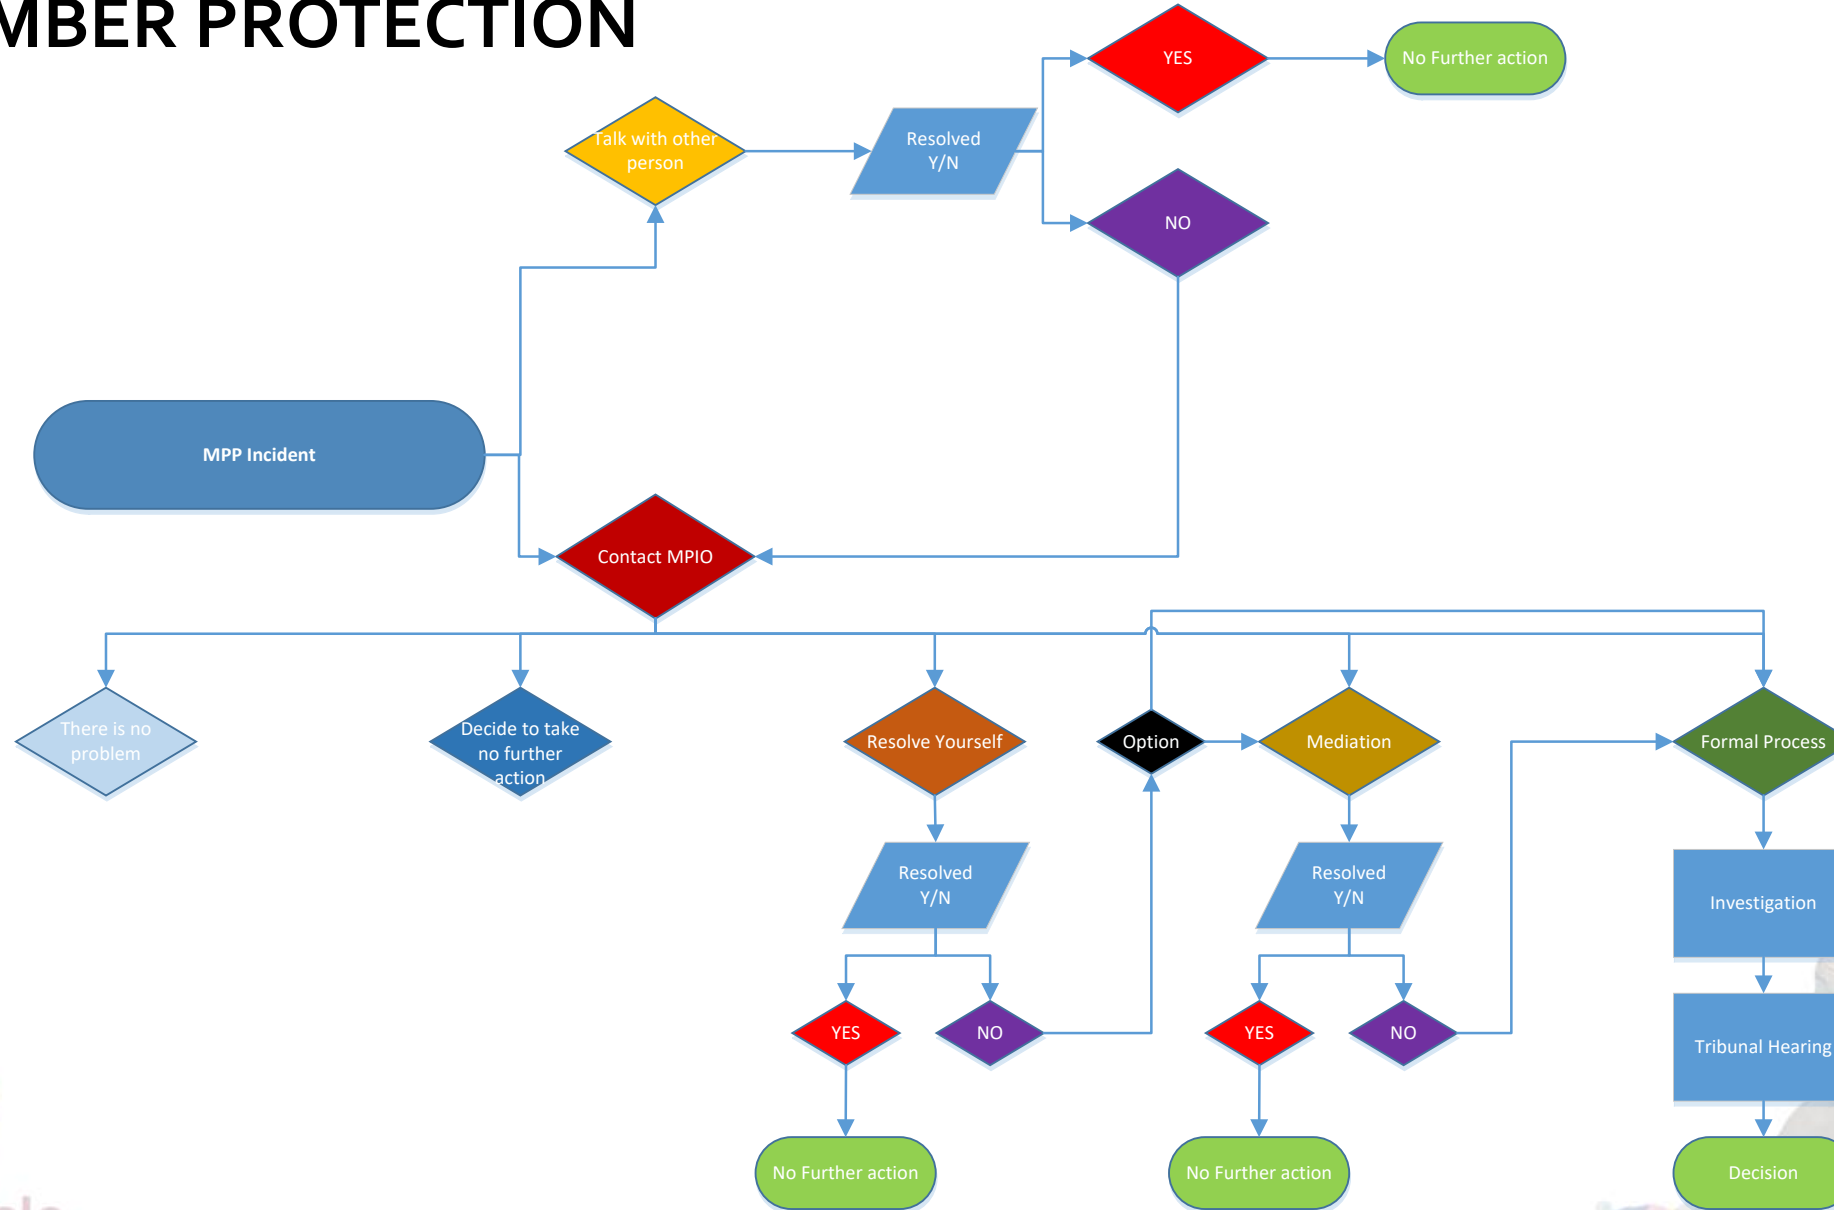 MBER PROTECTION
YES
No Further action
Talk with other
person
Resolved
Y/N
NO
MPP Incident
Contact MPIO
There is no
problem
Decide to take
no further
action
Resolve Yourself
Option
Mediation
Formal Process
Resolved
Y/N
Resolved
Y/N
Investigation
YES
NO
YES
NO
Tribunal Hearing
No Further action
No Further action
Decision